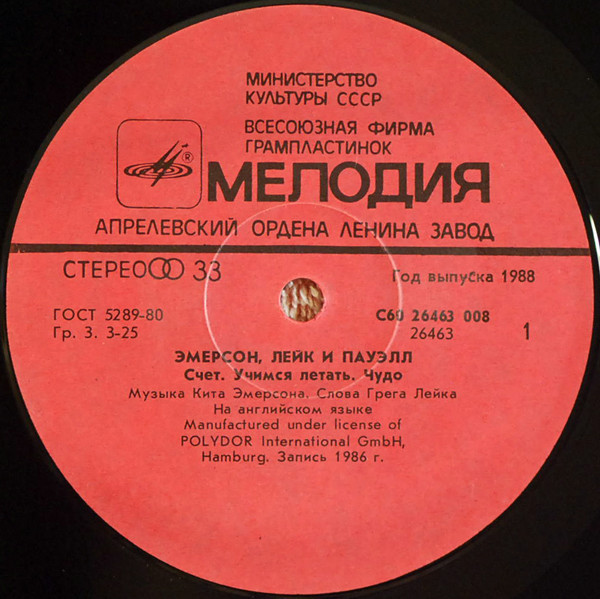 МИНИСТЕРСТВО
КУЛЬТУРЫ СССР
ВСЕСОЮЗНАЯ ФИРМА
ГРАМПЛАСТИНОК
®
МЕЛОДИЯ
АПРЕЛЕВСКИЙ ОРДЕНА ЛЕНИНА ЗАВОД
СТЕРЕО 33
Год выпуска 1988
ГОСТ 5289-80
С60 26463 008
Гр. 3. 3-25
26463
1
ЭМЕРСОН, ЛЕЙК И ПАУЭЛЛ
Счет. Учимся летать. Чудо
Музыка Кита Эмерсона. Слова Грега Лейка
На английском языке
Manufactured under license of
POLYDOR International GmbH,
Hamburg. Запись 1986 г.